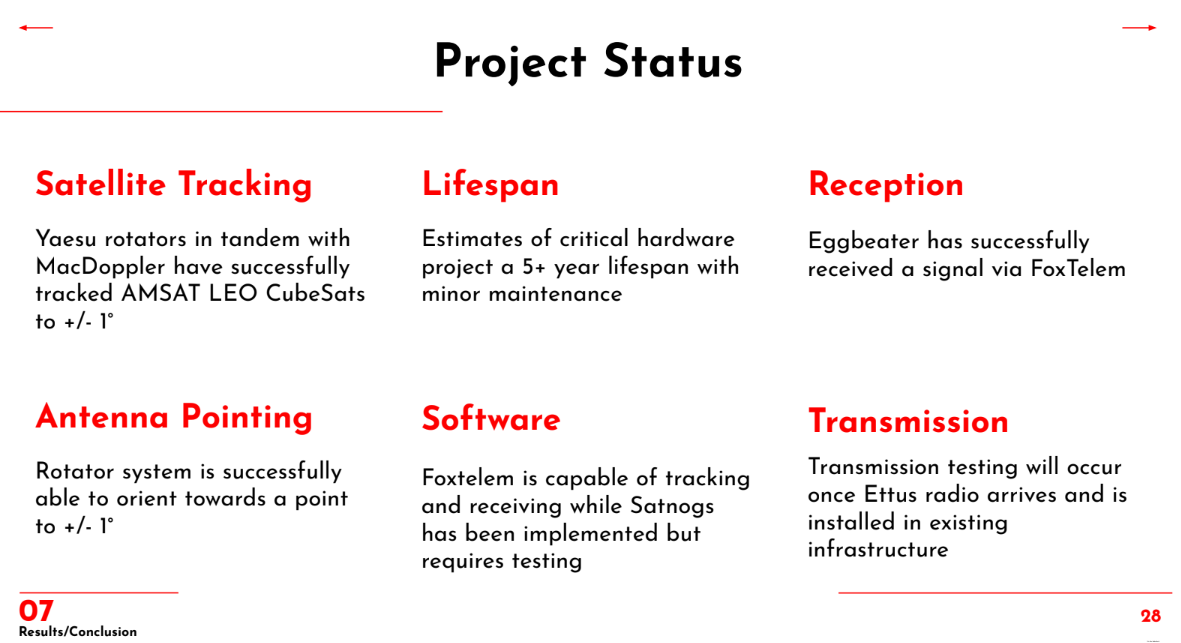 Project Status
Satellite Tracking
Yaesu rotators in tandem with
MacDoppler have successfully
tracked AMSAT LEO CubeSats
to +/- 1°
Lifespan
Estimates of critical hardware
project a 5+ year lifespan with
minor maintenance
Reception
Eggbeater has successfully
received a signal via FoxTelem
Antenna Pointing
Rotator system is successfully
able to orient towards a point
to +/- 1°
Software
Foxtelem is capable of tracking
and receiving while Satnogs
has been implemented but
requires testing
Transmission
Transmission testing will occur
once Ettus radio arrives and is
installed in existing
infrastructure
07
Results/Conclusion
28